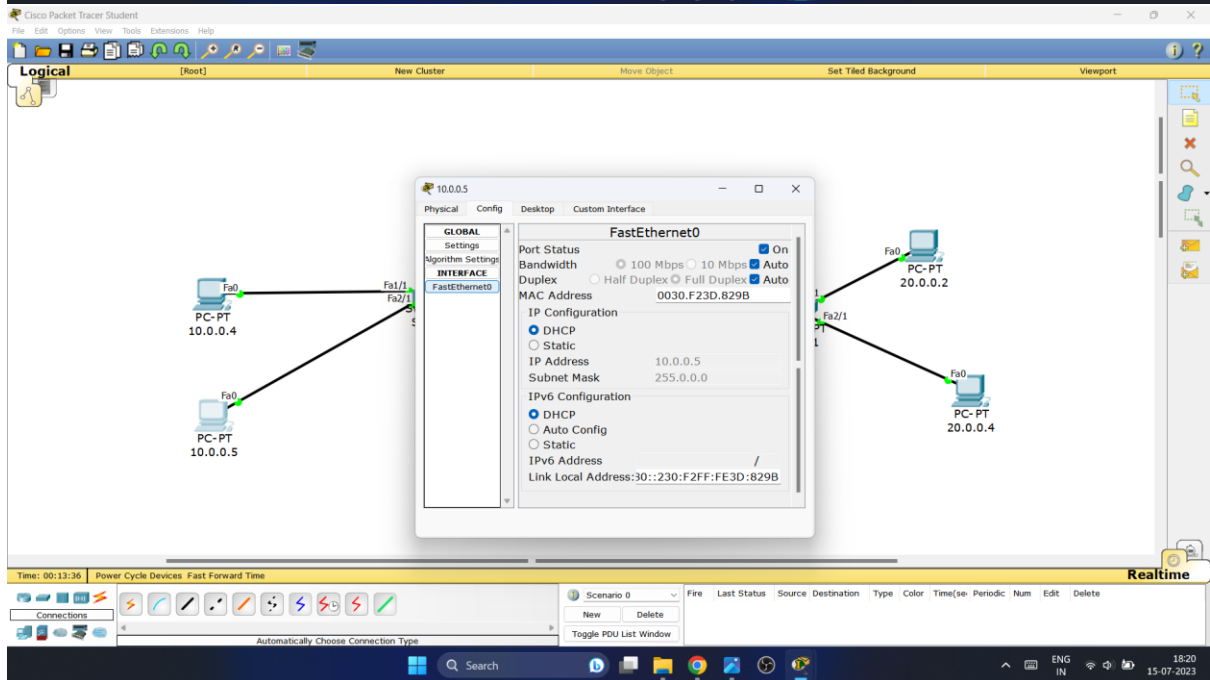 Cisco Packet Tracer Student
File Edit Options View Tools Extensions Help
Logical [Root] New Cluster Move Object Set Tiled Background Viewport
10.0.0.5
Physical Config Desktop Custom Interface
GLOBAL
Settings
Algorithm Settings
INTERFACE
FastEthernet0
FastEthernet0
Port Status On
Bandwidth 100 Mbps 10 Mbps Auto
Duplex Half Duplex Full Duplex Auto
MAC Address 0030.F23D.829B
IP Configuration
DHCP
Static
IP Address 10.0.0.5
Subnet Mask 255.0.0.0
IPv6 Configuration
DHCP
Auto Config
Static
IPv6 Address /
Link Local Address:30::230:F2FF:FE3D:829B
Fa0
PC-PT
10.0.0.4
Fa1/1
Fa2/1
Fa0
PC-PT
10.0.0.5
Fa0
PC-PT
20.0.0.2
1
Fa2/1
PT
1
Fa0
PC-PT
20.0.0.4
Time: 00:13:36 Power Cycle Devices Fast Forward Time Realtime
Connections
Automatically Choose Connection Type
Scenario 0
New Delete
Toggle PDU List Window
Fire Last Status Source Destination Type Color Time(se Periodic Num Edit Delete
Search
ENG
IN
18:20
15-07-2023